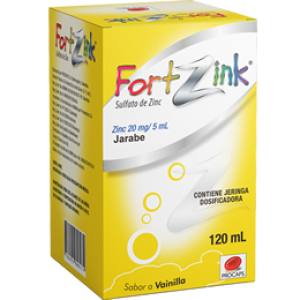 FortZink®
Sulfato de Zinc
Zinc 20 mg/ 5 mL
Jarabe
CONTIENE JERINGA
DOSIFICADORA
120 mL
Sabor a Vainilla
PROCAPS